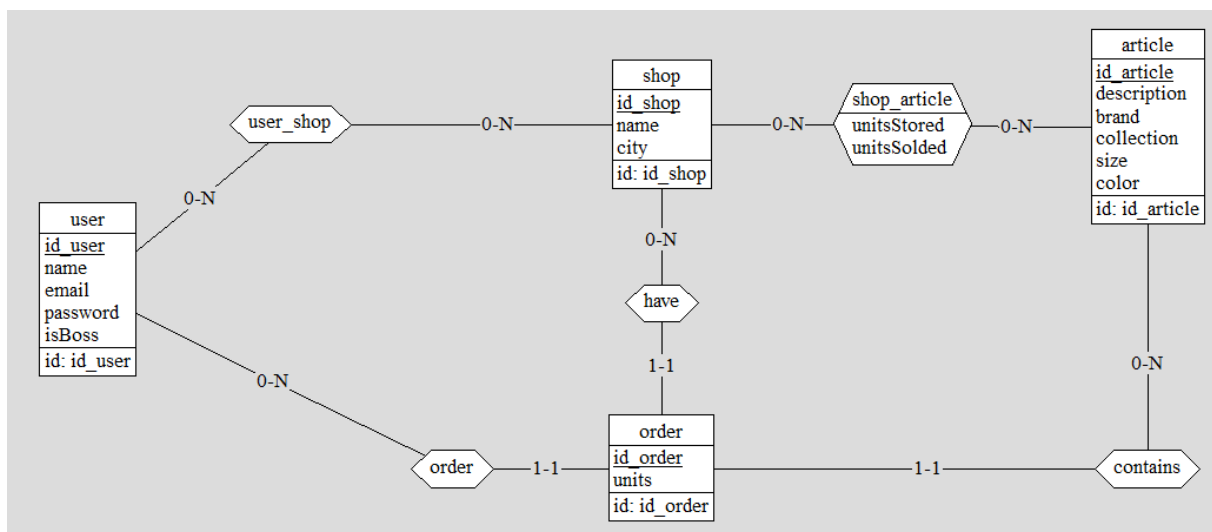 article
id_article
description
brand
collection
size
color
id: id_article
shop
id_shop
name
city
id: id_shop
shop_article
unitsStored
unitsSolded
user_shop
0-N
0-N
0-N
0-N
user
id_user
name
email
password
isBoss
id: id_user
0-N
have
1-1
0-N
0-N
order
id_order
units
id: id_order
order
1-1
1-1
contains